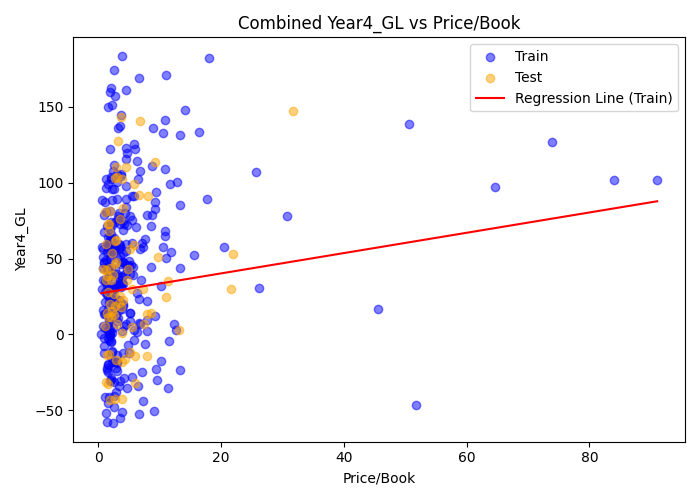 Combined Year4_GL vs Price/Book
Train
Test
Regression Line (Train)
Year4_GL
150
100
50
0
−50
0 20 40 60 80
Price/Book